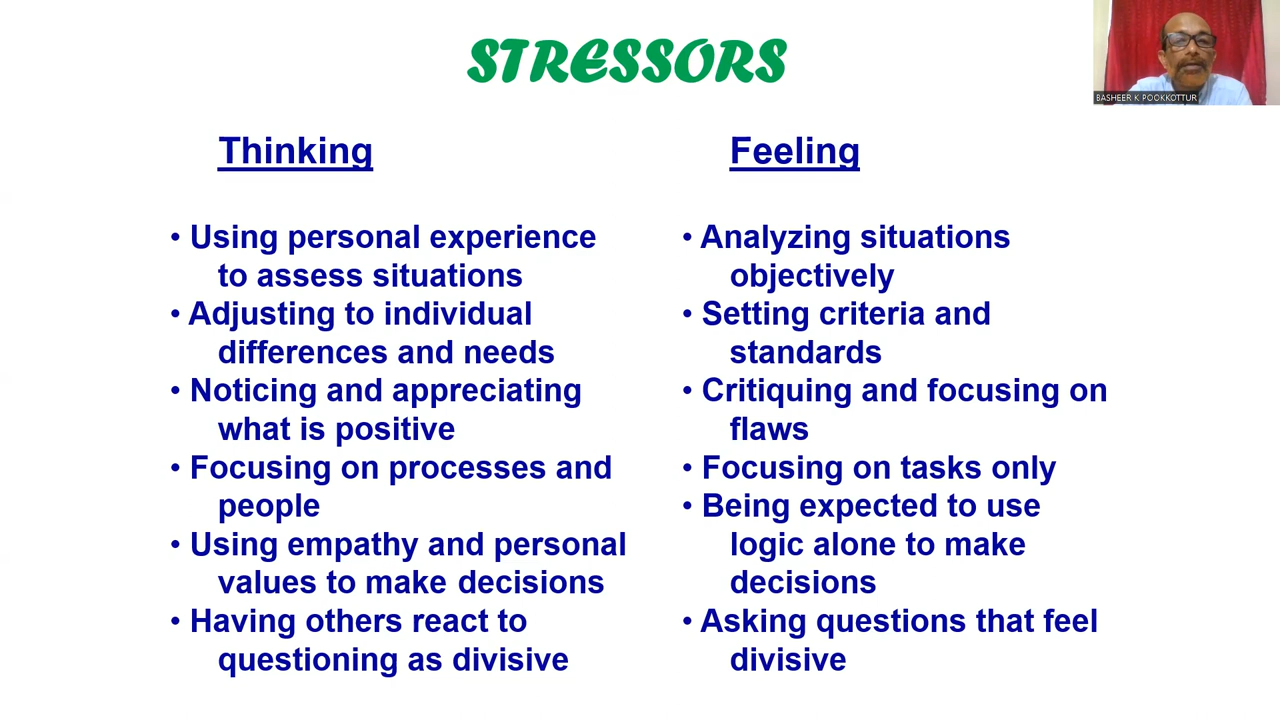 STRESSORS
BASHEER K POOKKOTTUR
Thinking
• Using personal experience
to assess situations
• Adjusting to individual
differences and needs
• Noticing and appreciating
what is positive
• Focusing on processes and
people
• Using empathy and personal
values to make decisions
• Having others react to
questioning as divisive
Feeling
• Analyzing situations
objectively
• Setting criteria and
standards
• Critiquing and focusing on
flaws
• Focusing on tasks only
• Being expected to use
logic alone to make
decisions
• Asking questions that feel
divisive